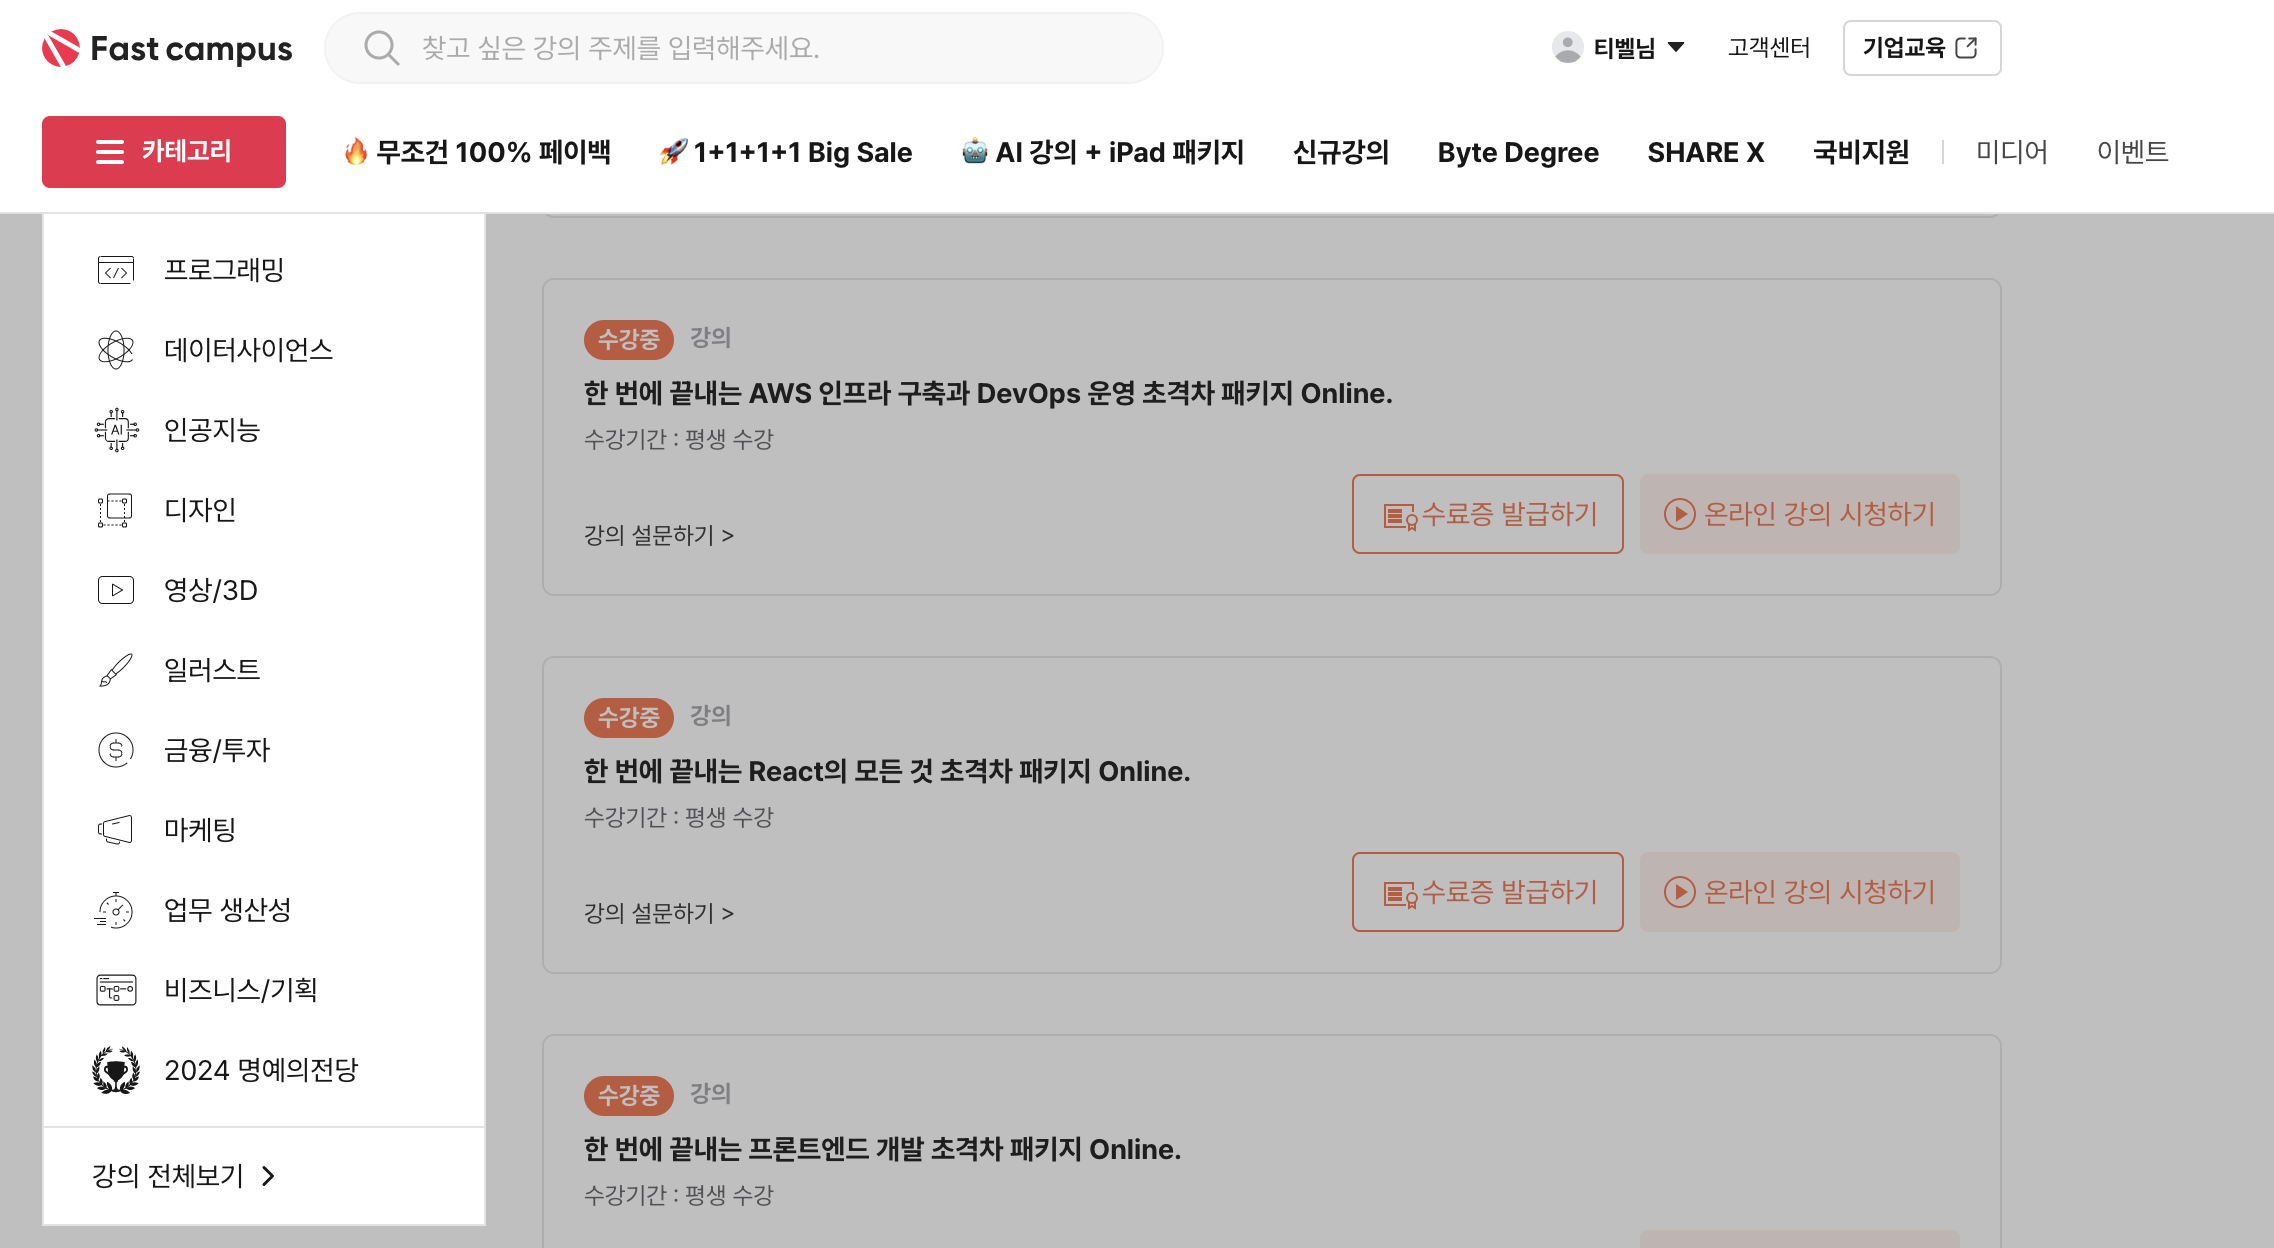 Fast campus
찾고 싶은 강의 주제를 입력해주세요.
티벨님
고객센터
기업교육
카테고리
무조건 100% 페이백
1+1+1+1 Big Sale
AI 강의 + iPad 패키지
신규강의
Byte Degree
SHARE X
국비지원
미디어
이벤트
프로그래밍
데이터사이언스
AI 인공지능
디자인
영상/3D
일러스트
금융/투자
마케팅
업무 생산성
비즈니스/기획
2024 명예의전당
강의 전체보기
수강중 강의
한 번에 끝내는 AWS 인프라 구축과 DevOps 운영 초격차 패키지 Online.
수강기간 : 평생 수강
수료증 발급하기
온라인 강의 시청하기
강의 설문하기 >
수강중 강의
한 번에 끝내는 React의 모든 것 초격차 패키지 Online.
수강기간 : 평생 수강
수료증 발급하기
온라인 강의 시청하기
강의 설문하기 >
수강중 강의
한 번에 끝내는 프론트엔드 개발 초격차 패키지 Online.
수강기간 : 평생 수강